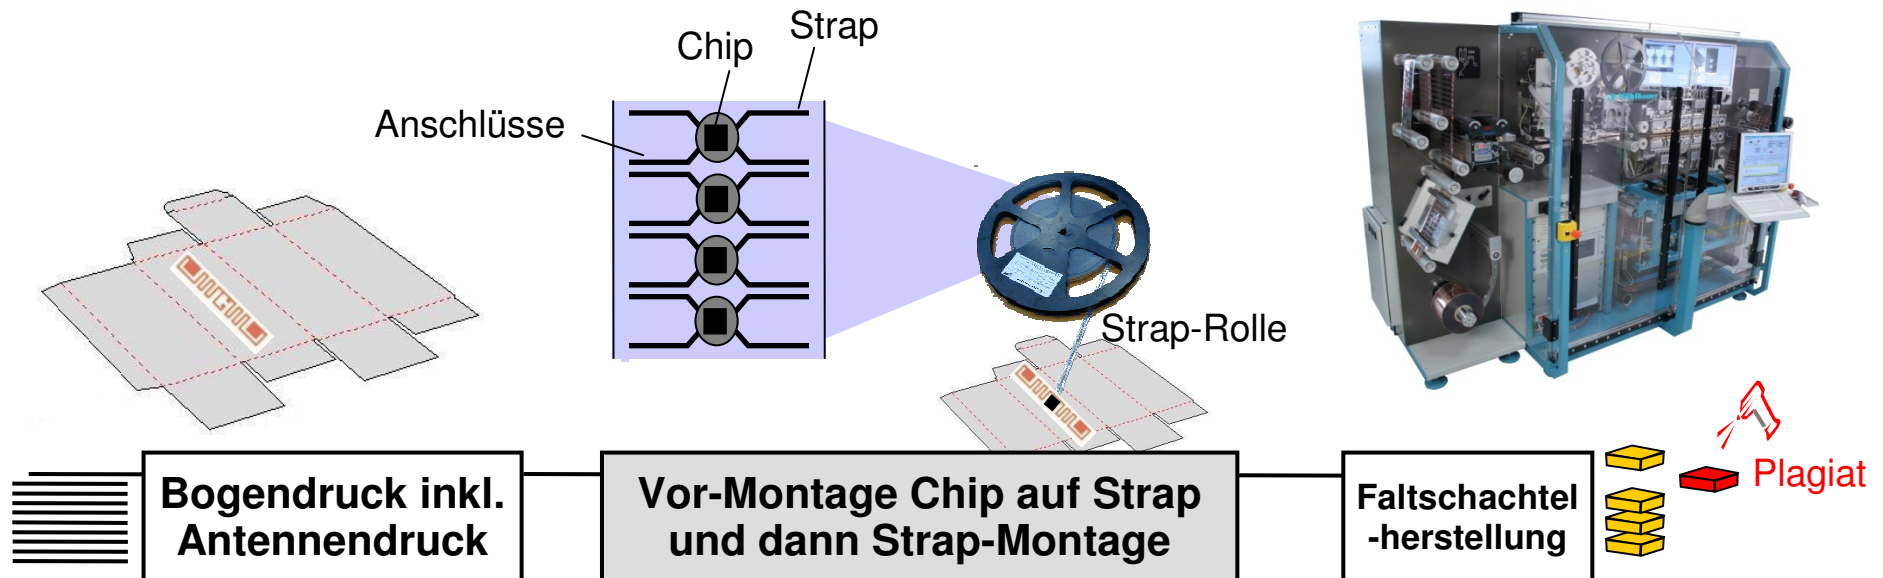 Strap
Chip
Anschlüsse
Strap-Rolle
Bogendruck inkl.
Antennendruck
Vor-Montage Chip auf Strap
und dann Strap-Montage
Faltschachtel
-herstellung
Plagiat